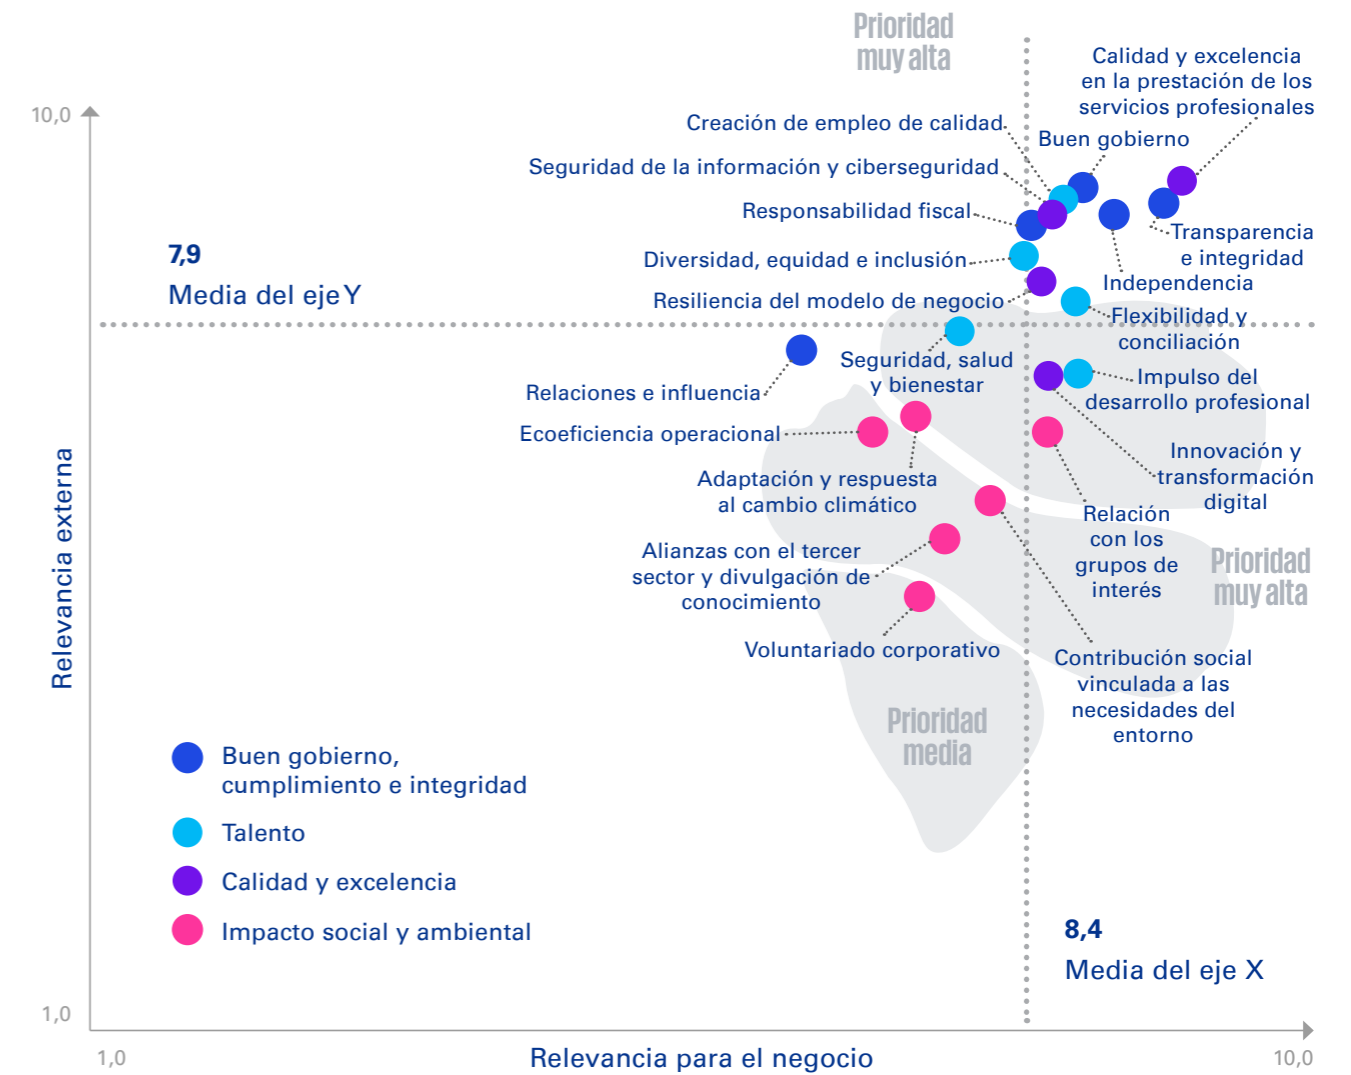 Prioridad
muy alta
Calidad y excelencia
en la prestación de los
servicios profesionales
10,0
Creación de empleo de calidad
Buen gobierno
Seguridad de la información y ciberseguridad
Responsabilidad fiscal
Transparencia
e integridad
7,9
Media del eje Y
Diversidad, equidad e inclusión
Independencia
Resiliencia del modelo de negocio
Flexibilidad y
conciliación
Seguridad, salud
y bienestar
Relaciones e influencia
Impulso del
desarrollo profesional
Ecoeficiencia operacional
Innovación y
transformación
digital
Adaptación y respuesta
al cambio climático
Relación
con los
grupos de
interés
Relevancia externa
Alianzas con el tercer
sector y divulgación de
conocimiento
Prioridad
muy alta
Voluntariado corporativo
Contribución social
vinculada a las
necesidades del
entorno
Prioridad
media
Buen gobierno,
cumplimiento e integridad
Talento
Calidad y excelencia
Impacto social y ambiental
8,4
Media del eje X
1,0
1,0
Relevancia para el negocio
10,0